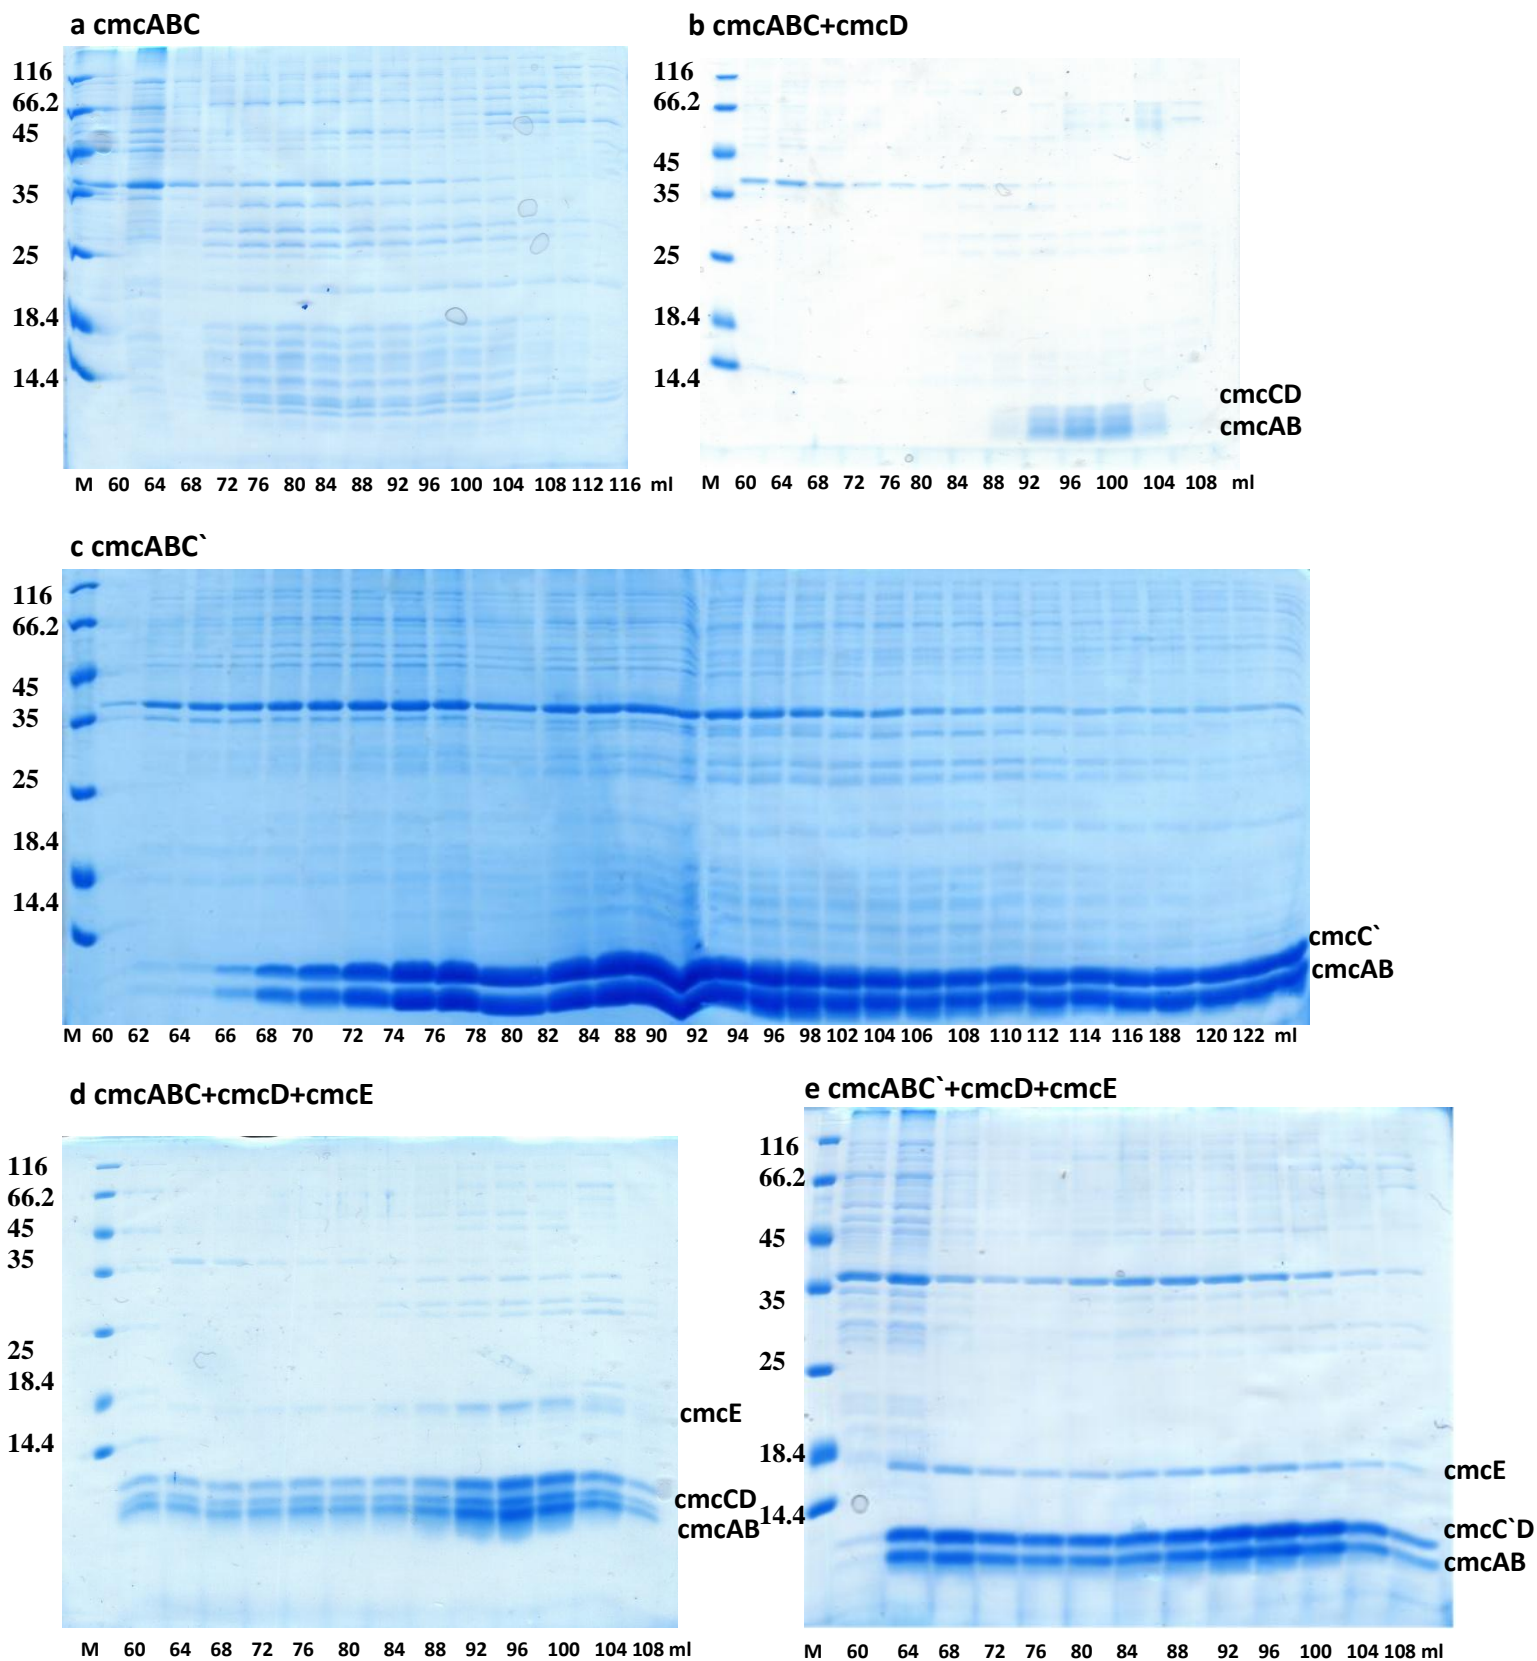 a cmcABC
116
66.2
45
35
25
18.4
14.4
M 60 64 68 72 76 80 84 88 92 96 100 104 108 112 116 ml
b cmcABC+cmcD
116
66.2
45
35
25
18.4
14.4
cmcCD
cmcAB
M 60 64 68 72 76 80 84 88 92 96 100 104 108 ml
c cmcABC`
116
66.2
45
35
25
18.4
14.4
cmcC`
cmcAB
M 60 62 64 66 68 70 72 74 76 78 80 82 84 88 90 92 94 96 98 102 104 106 108 110 112 114 116 188 120 122 ml
d cmcABC+cmcD+cmcE
116
66.2
45
35
25
18.4
14.4
cmcE
cmcCD
cmcAB
M 60 64 68 72 76 80 84 88 92 96 100 104 108 ml
e cmcABC`+cmcD+cmcE
116
66.2
45
35
25
18.4
14.4
cmcE
cmcC`D
cmcAB
M 60 64 68 72 76 80 84 88 92 96 100 104 108 ml